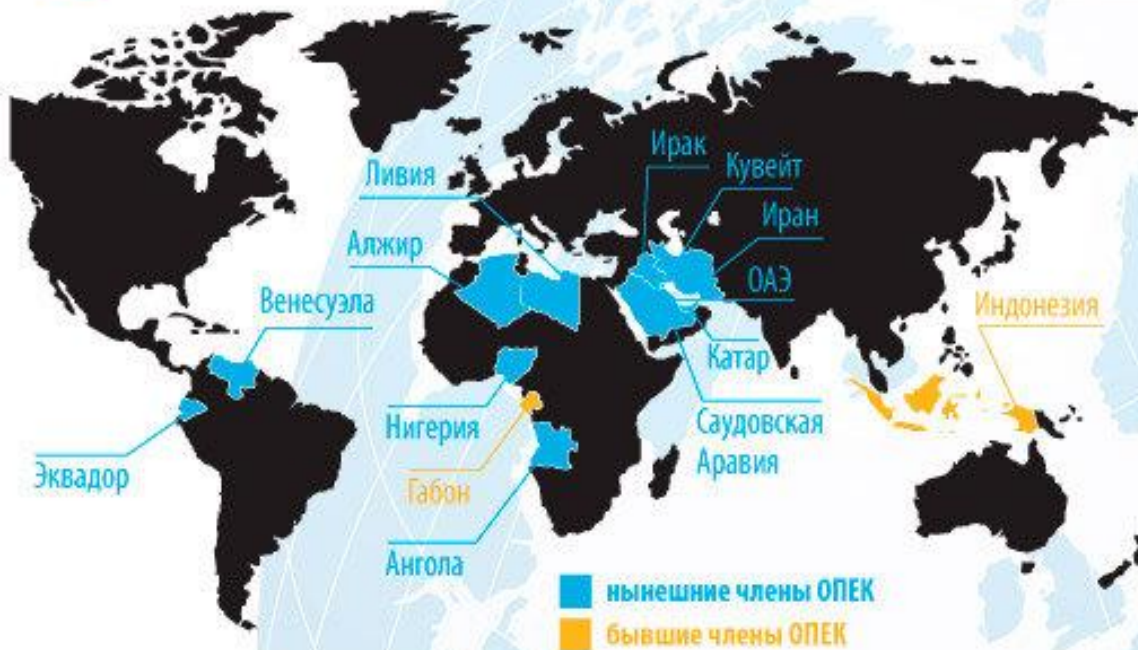 Ирак
Ливия
Кувейт
Иран
Алжир
ОАЭ
Венесуэла
Индонезия
Катар
Нигерия
Саудовская
Аравия
Эквадор
Габон
Ангола
нынешние члены ОПЕК
бывшие члены ОПЕК